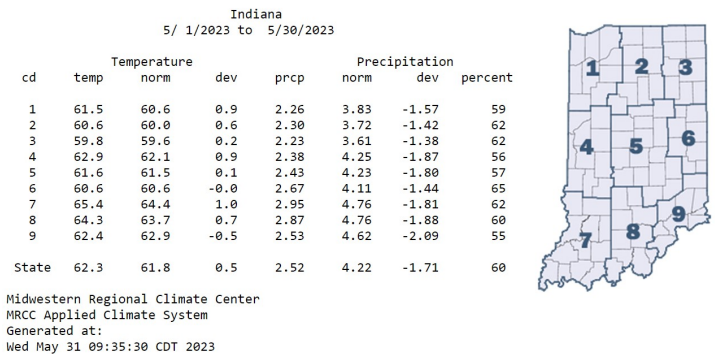 Indiana
5/ 1/2023 to 5/30/2023
Temperature Precipitation
cd temp norm dev prcp norm dev percent
1 61.5 60.6 0.9 2.26 3.83 -1.57 59
2 60.6 60.0 0.6 2.30 3.72 -1.42 62
3 59.8 59.6 0.2 2.23 3.61 -1.38 62
4 62.9 62.1 0.9 2.38 4.25 -1.87 56
5 61.6 61.5 0.1 2.43 4.23 -1.80 57
6 60.6 60.6 -0.0 2.67 4.11 -1.44 65
7 65.4 64.4 1.0 2.95 4.76 -1.81 62
8 64.3 63.7 0.7 2.87 4.76 -1.88 60
9 62.4 62.9 -0.5 2.53 4.62 -2.09 55
State 62.3 61.8 0.5 2.52 4.22 -1.71 60
Midwestern Regional Climate Center
MRCC Applied Climate System
Generated at:
Wed May 31 09:35:30 CDT 2023
1 2 3
4 5 6
7 8 9